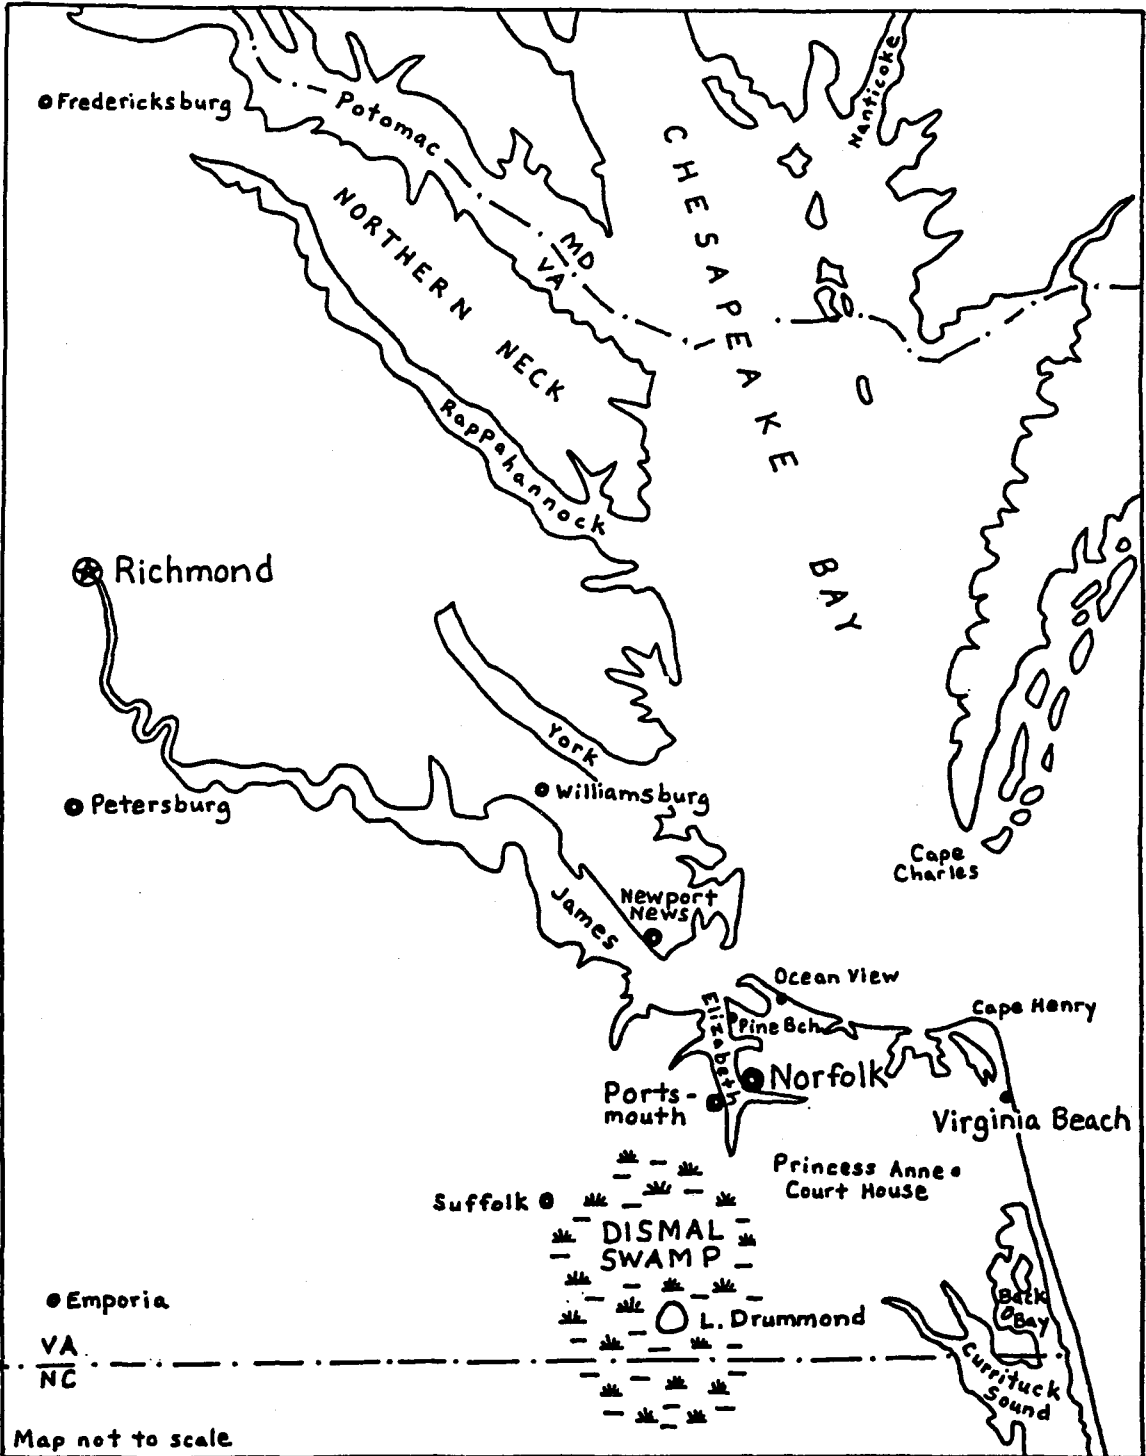 Fredericksburg
Potomac
Nanticoke
CHESAPEAKE BAY
NORTHERN NECK
MD
VA
Rappahannock
Richmond
York
Petersburg
Williamsburg
Cape
Charles
Newport
News
James
Ocean View
Cape Henry
Elizabeth
Pine Bch
Norfolk
Ports-
mouth
Virginia Beach
Princess Anne
Court House
Suffolk
DISMAL
SWAMP
Emporia
L. Drummond
Back
Bay
VA
NC
Currituck
Sound
Map not to scale